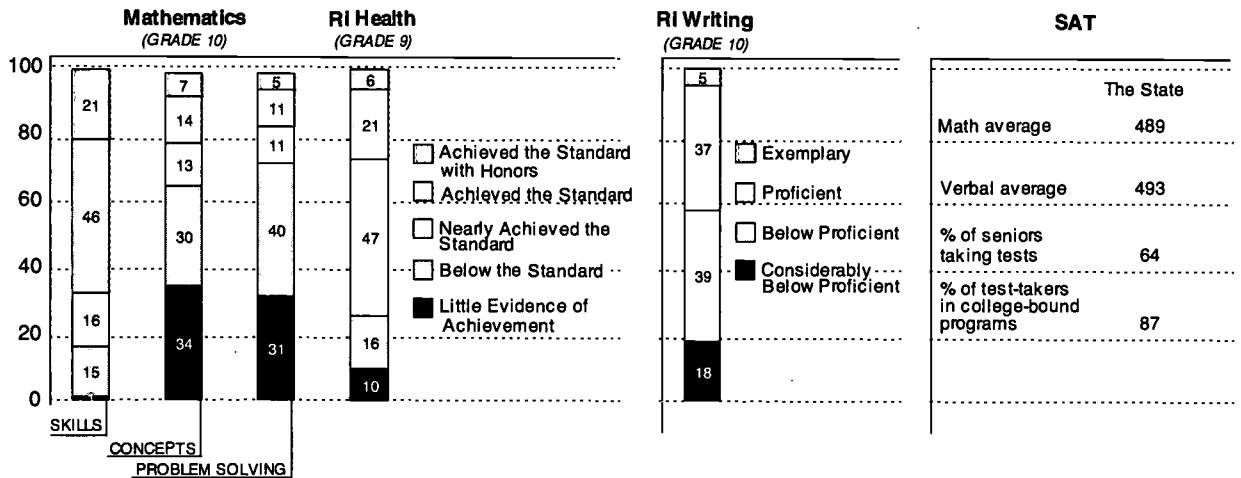 Mathematics
(GRADE 10)
RI Health
(GRADE 9)
RI Writing
(GRADE 10)
SAT
100
80
60
40
20
0
21
46
16
15
7
14
13
30
34
5
11
11
40
31
6
21
47
16
10
SKILLS
CONCEPTS
PROBLEM SOLVING
Achieved the Standard
with Honors
Achieved the Standard
Nearly Achieved the
Standard
Below the Standard
Little Evidence of
Achievement
5
37
39
18
Exemplary
Proficient
Below Proficient
Considerably
Below Proficient
The State
Math average 489
Verbal average 493
% of seniors
taking tests 64
% of test-takers
in college-bound
programs 87